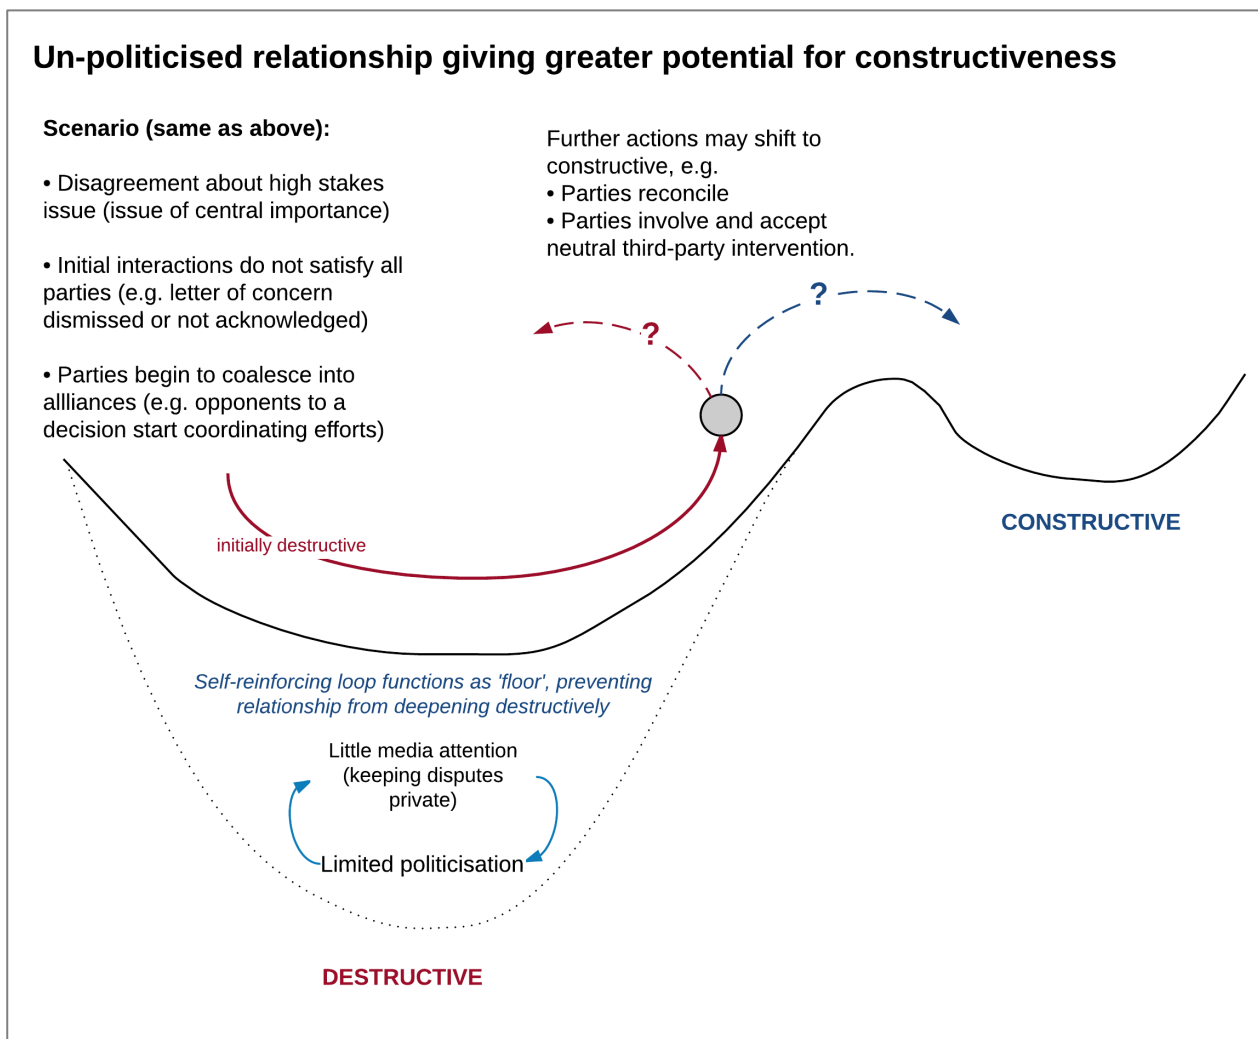 Un-politicised relationship giving greater potential for constructiveness
Scenario (same as above):
• Disagreement about high stakes
issue (issue of central importance)
• Initial interactions do not satisfy all
parties (e.g. letter of concern
dismissed or not acknowledged)
• Parties begin to coalesce into
allliances (e.g. opponents to a
decision start coordinating efforts)
Further actions may shift to
constructive, e.g.
• Parties reconcile
• Parties involve and accept
neutral third-party intervention.
?
?
initially destructive
CONSTRUCTIVE
Self-reinforcing loop functions as 'floor', preventing
relationship from deepening destructively
Little media attention
(keeping disputes
private)
Limited politicisation
DESTRUCTIVE